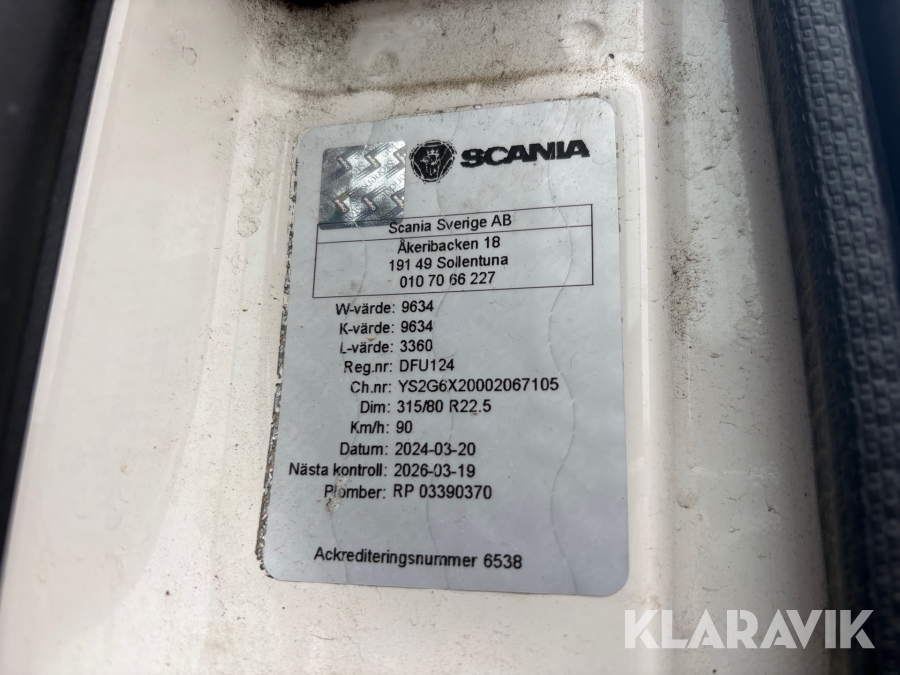 SCANIA
Scania Sverige AB
Åkeribacken 18
191 49 Sollentuna
010 70 66 227
W-värde: 9634
K-värde: 9634
L-värde: 3360
Reg.nr: DFU124
Ch.nr: YS2G6X20002067105
Dim: 315/80 R22.5
Km/h: 90
Datum: 2024-03-20
Nästa kontroll: 2026-03-19
Plomber: RP 03390370
Ackrediteringsnummer 6538
KLARAVIK